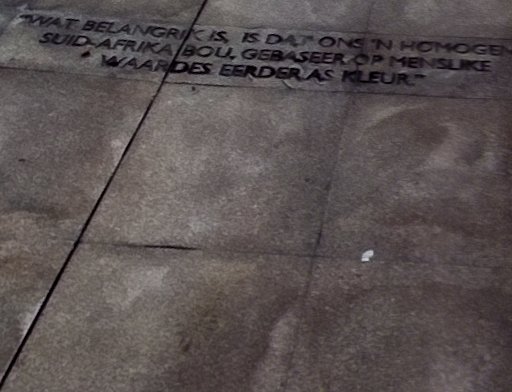 "WAT BELANGRIK IS, IS DAT ONS 'N HOMOGEN
SUID-AFRIKA BOU, GEBASEER OP MENSLIKE
WAARDES EERDER AS KLEUR."